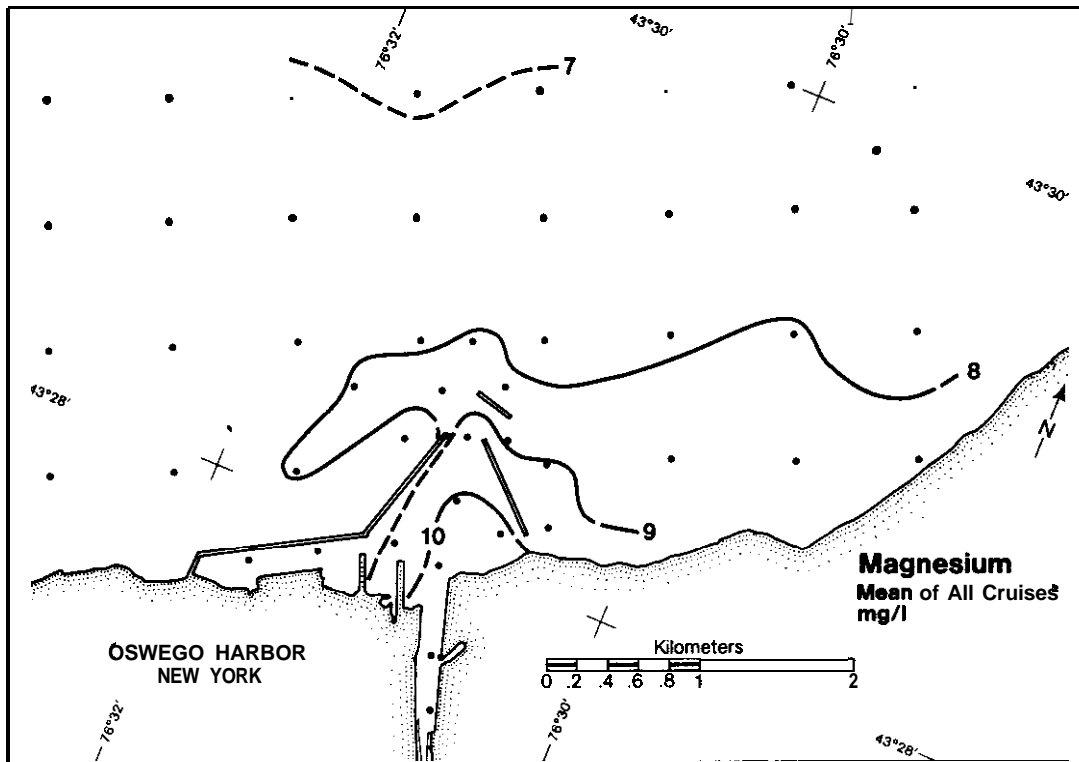 76°32'
43°30'
76°30'
7
43°30'
43°28'
8
N
9
10
Magnesium
Mean of All Cruises
mg/l
OSWEGO HARBOR
NEW YORK
Kilometers
0 .2 .4 .6 .8 1 2
76°32'
76°30'
43°28'